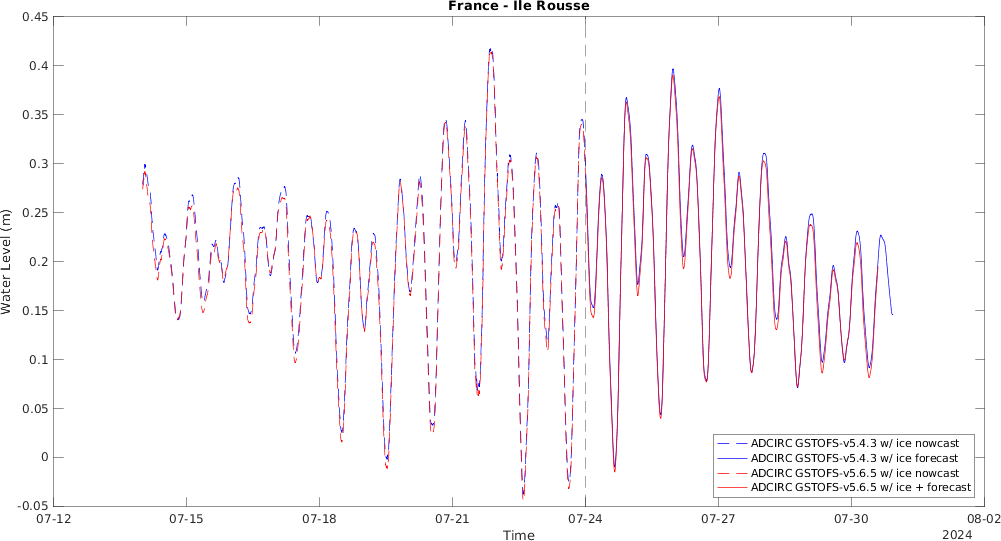 France - Ile Rousse
0.45
0.4
0.35
0.3
0.25
0.2
0.15
0.1
0.05
0
-0.05
Water Level (m)
ADCIRC GSTOFS-v5.4.3 w/ ice nowcast
ADCIRC GSTOFS-v5.4.3 w/ ice forecast
ADCIRC GSTOFS-v5.6.5 w/ ice nowcast
ADCIRC GSTOFS-v5.6.5 w/ ice + forecast
07-12 07-15 07-18 07-21 07-24 07-27 07-30 08-02
Time
2024